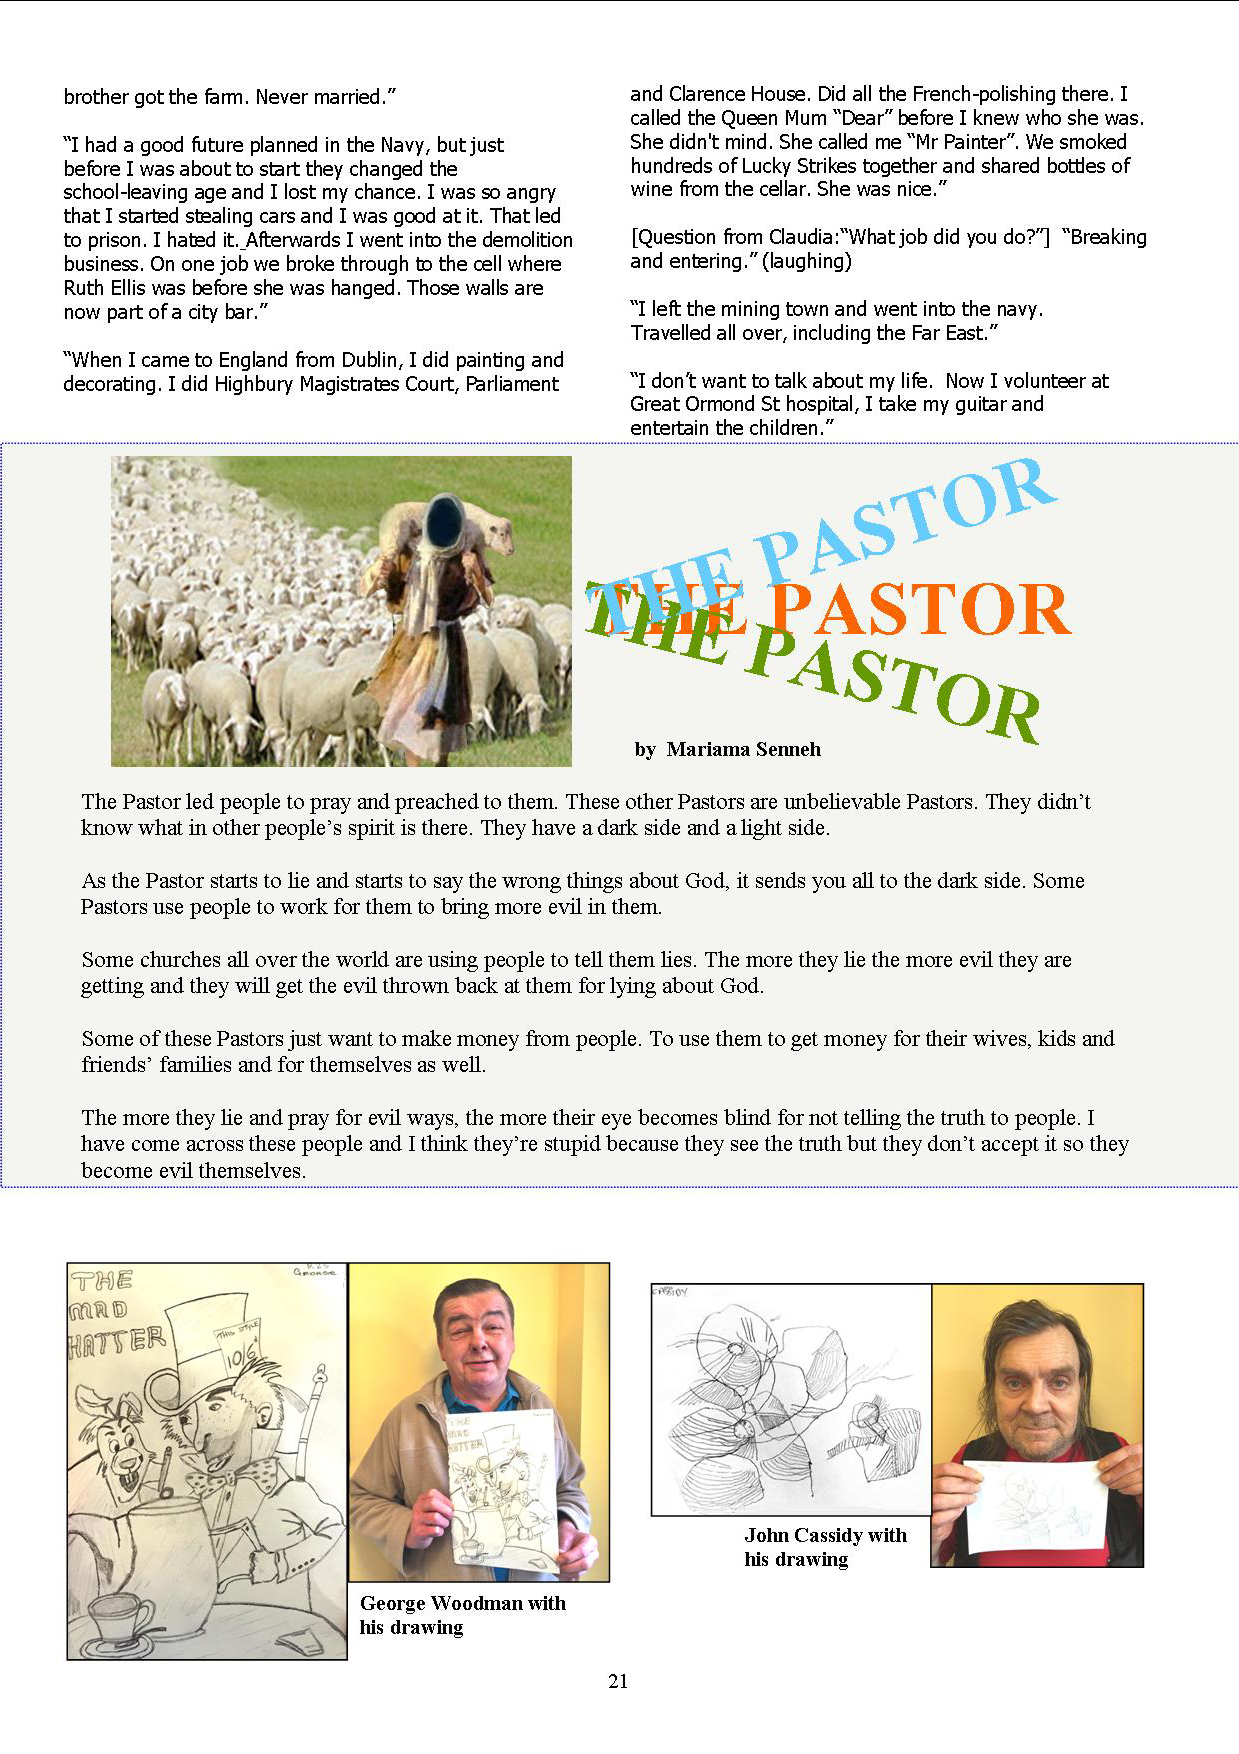 brother got the farm. Never married.”
“I had a good future planned in the Navy, but just
before I was about to start they changed the
school-leaving age and I lost my chance. I was so angry
that I started stealing cars and I was good at it. That led
to prison. I hated it. Afterwards I went into the demolition
business. On one job we broke through to the cell where
Ruth Ellis was before she was hanged. Those walls are
now part of a city bar.”
“When I came to England from Dublin, I did painting and
decorating. I did Highbury Magistrates Court, Parliament
and Clarence House. Did all the French-polishing there. I
called the Queen Mum “Dear” before I knew who she was.
She didn't mind. She called me “Mr Painter”. We smoked
hundreds of Lucky Strikes together and shared bottles of
wine from the cellar. She was nice.”
[Question from Claudia:“What job did you do?”]  “Breaking
and entering.” (laughing)
“I left the mining town and went into the navy.
Travelled all over, including the Far East.”
“I don’t want to talk about my life.  Now I volunteer at
Great Ormond St hospital, I take my guitar and
entertain the children.”
THE PASTOR
THE PASTOR
THE PASTOR
by  Mariama Senneh
The Pastor led people to pray and preached to them. These other Pastors are unbelievable Pastors. They didn’t
know what in other people’s spirit is there. They have a dark side and a light side.
As the Pastor starts to lie and starts to say the wrong things about God, it sends you all to the dark side. Some
Pastors use people to work for them to bring more evil in them.
Some churches all over the world are using people to tell them lies. The more they lie the more evil they are
getting and they will get the evil thrown back at them for lying about God.
Some of these Pastors just want to make money from people. To use them to get money for their wives, kids and
friends’ families and for themselves as well.
The more they lie and pray for evil ways, the more their eye becomes blind for not telling the truth to people. I
have come across these people and I think they’re stupid because they see the truth but they don’t accept it so they
become evil themselves.
THE
MAD
HATTER
GEORGE
THIS STYLE
10/6
THE
MAD
HATTER
CASSIDY
George Woodman with
his drawing
John Cassidy with
his drawing
21